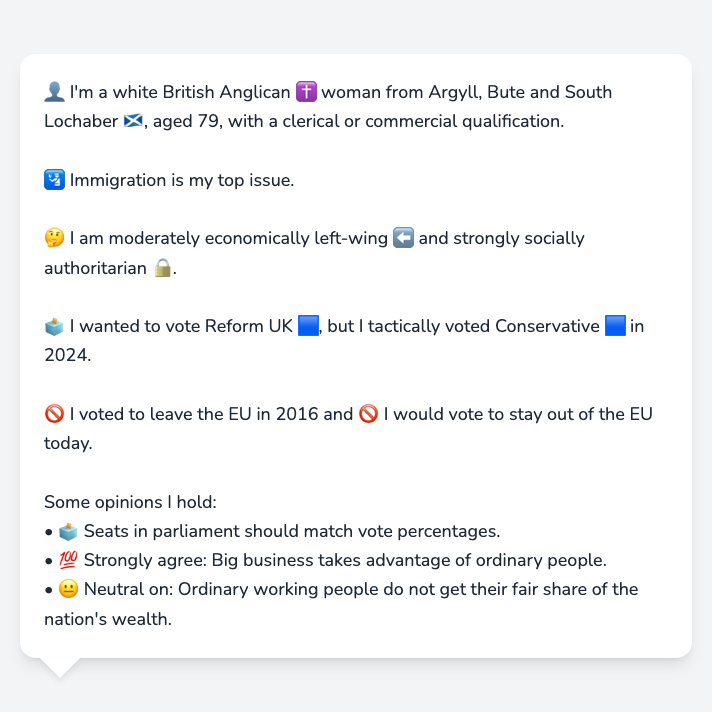 👤 I'm a white British Anglican ✝️ woman from Argyll, Bute and South
Lochaber 🏴󠁧󠁢󠁳󠁣󠁴󠁿, aged 79, with a clerical or commercial qualification.
🛂 Immigration is my top issue.
🤔 I am moderately economically left-wing ⬅️ and strongly socially
authoritarian 🔒.
🗳️ I wanted to vote Reform UK 🟦, but I tactically voted Conservative 🟦 in
2024.
🚫 I voted to leave the EU in 2016 and 🚫 I would vote to stay out of the EU
today.
Some opinions I hold:
• 🗳️ Seats in parliament should match vote percentages.
• 💯 Strongly agree: Big business takes advantage of ordinary people.
• 😐 Neutral on: Ordinary working people do not get their fair share of the
nation's wealth.